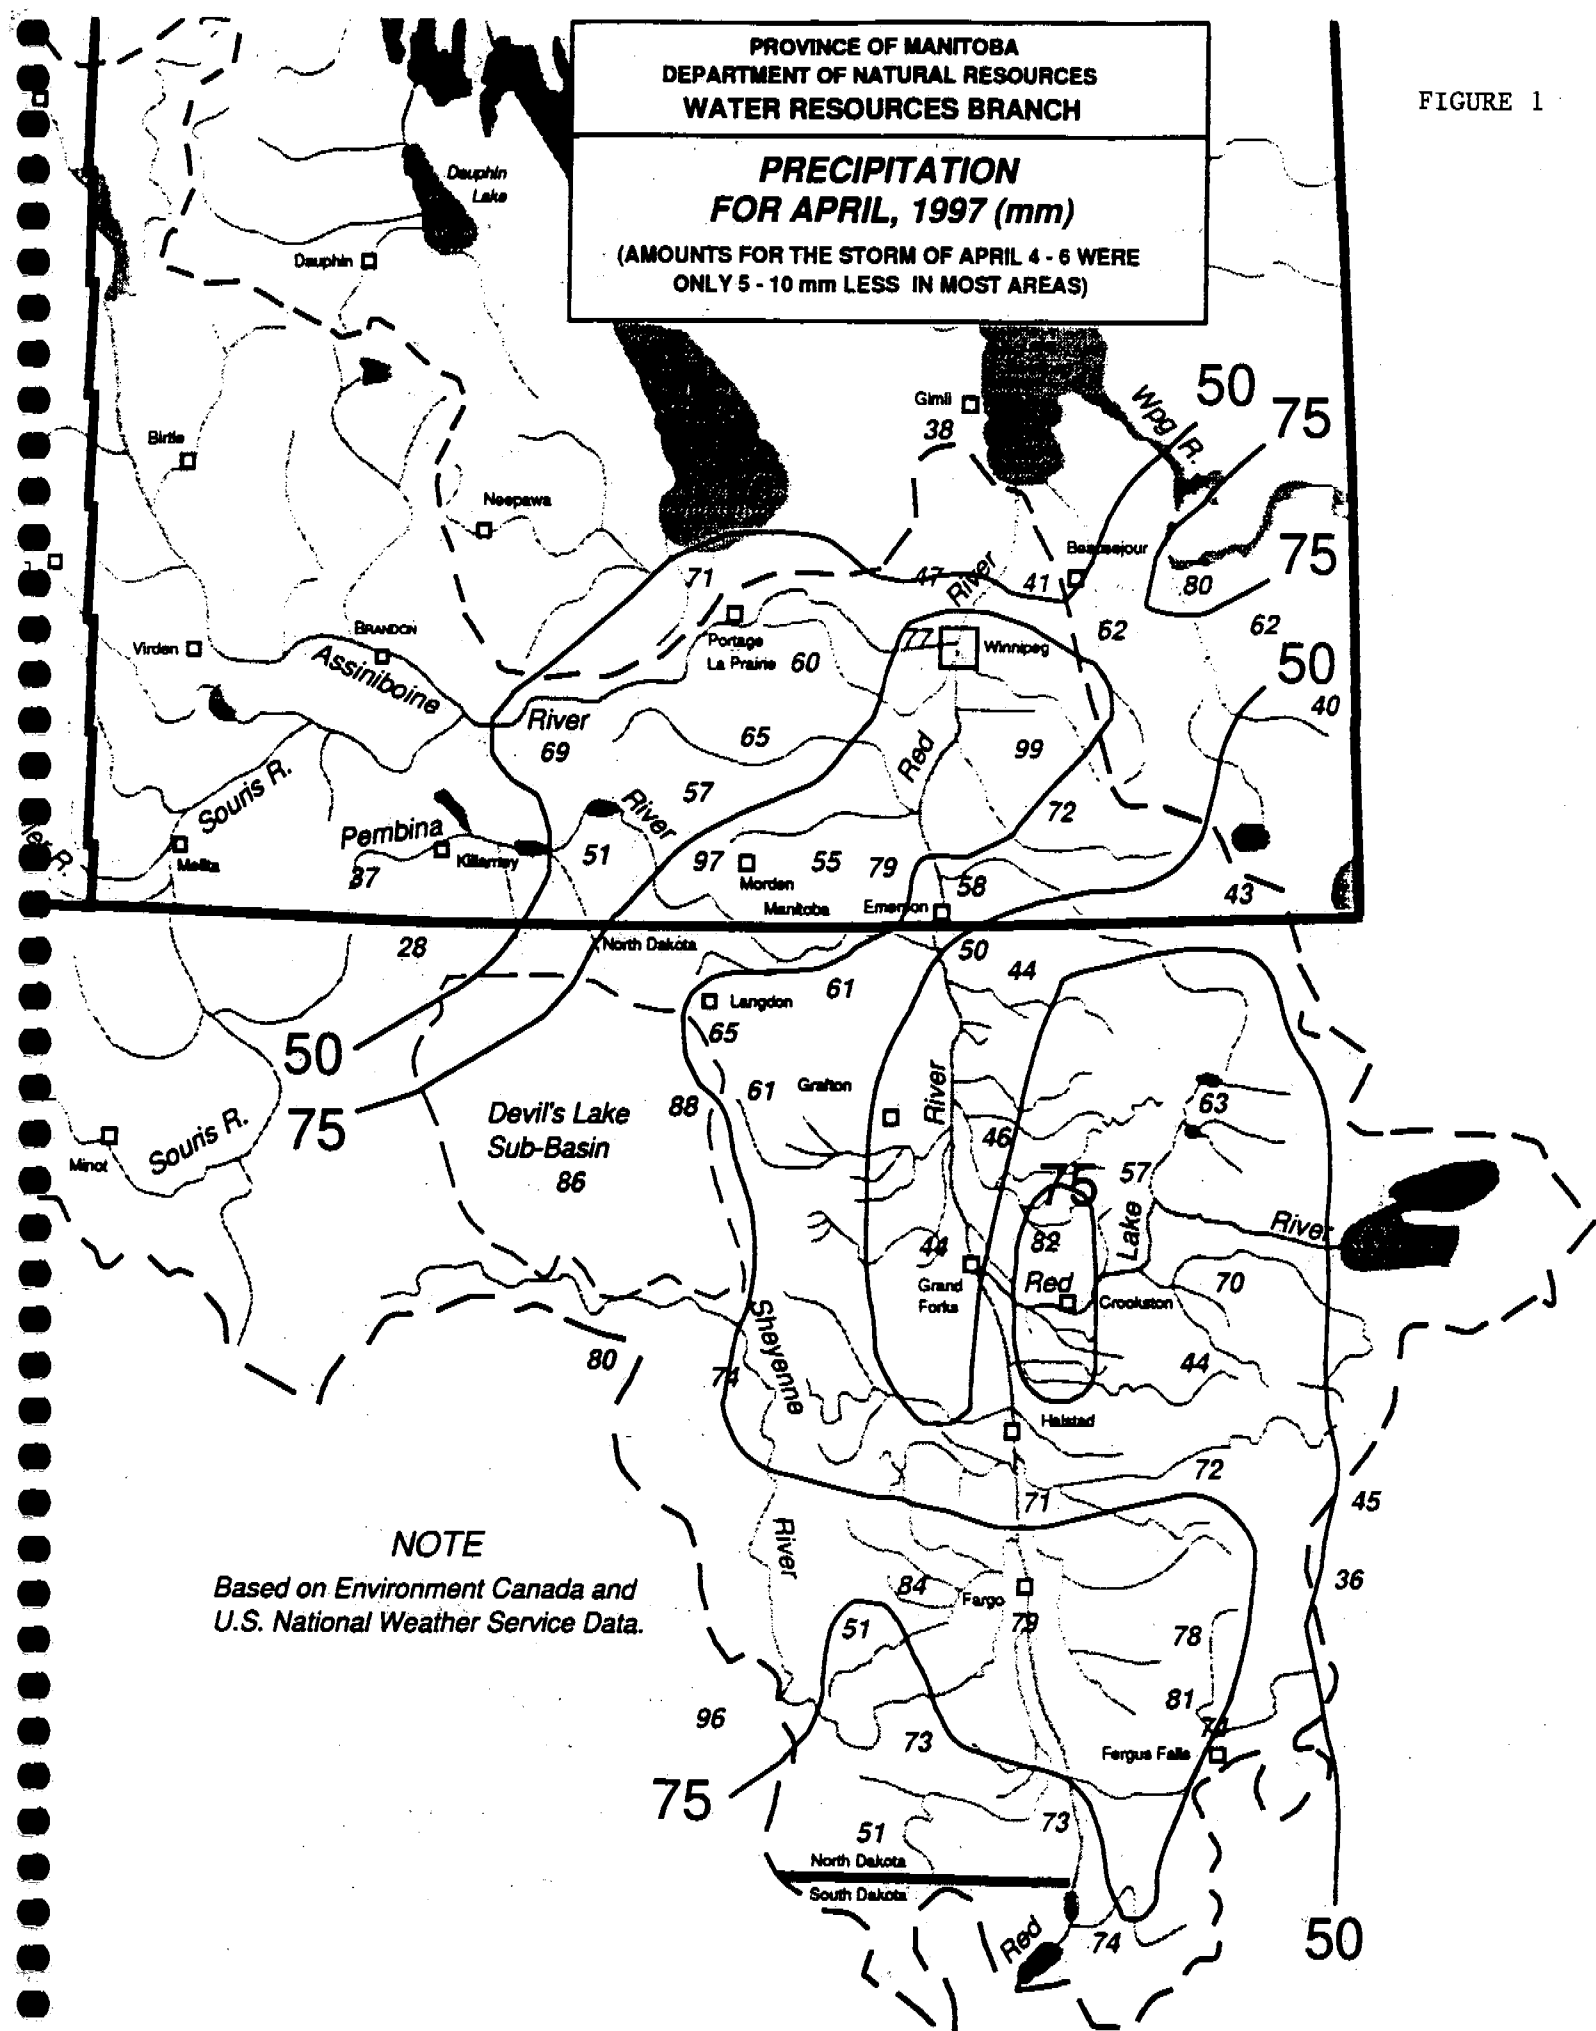 PROVINCE OF MANITOBA
DEPARTMENT OF NATURAL RESOURCES
WATER RESOURCES BRANCH
FIGURE 1
PRECIPITATION
FOR APRIL, 1997 (mm)
(AMOUNTS FOR THE STORM OF APRIL 4 - 6 WERE
ONLY 5 - 10 mm LESS IN MOST AREAS)
Dauphin
Lake
Dauphin
50
75
Gimli
38
Wpg R.
Birtle
Neepawa
Beausejour
75
71
47
River
41
80
BRANDON
Virden
Portage
La Prairie
60
77
Winnipeg
62
62
50
Assiniboine
River
69
65
Red
99
40
Souris R.
57
72
Pembina
River
Melita
37
Killarney
51
97
Morden
55
79
58
43
Manitoba
Emerson
28
North Dakota
50
44
Langdon
61
65
50
75
61
Grafton
River
63
88
Devil's Lake
Sub-Basin
86
46
75
57
Souris R.
Minot
44
82
Lake
River
Grand
Forks
Red
Crookston
70
80
74
Sheyenne
44
Halstad
72
71
45
NOTE
River
Based on Environment Canada and
U.S. National Weather Service Data.
84
Fargo
79
36
51
78
81
96
73
74
Fergus Falls
75
51
73
North Dakota
South Dakota
Red
74
50